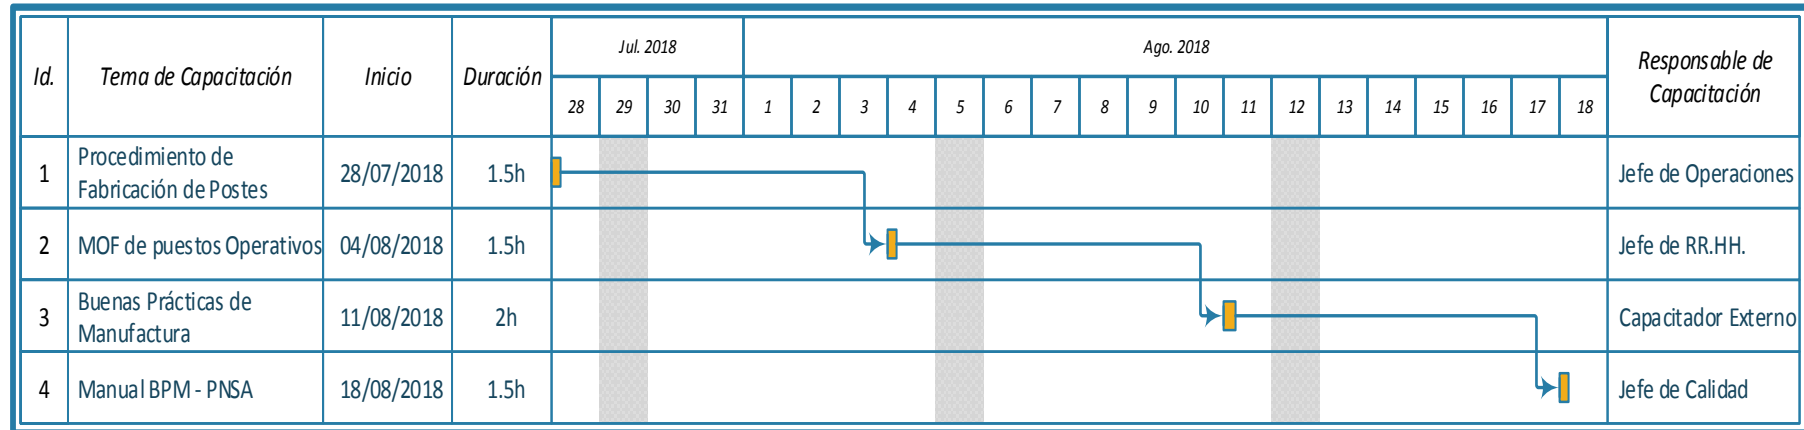 Id.
Tema de Capacitación
Inicio
Duración
Jul. 2018
Ago. 2018
Responsable de
Capacitación
28 29 30 31 1 2 3 4 5 6 7 8 9 10 11 12 13 14 15 16 17 18
1
Procedimiento de
Fabricación de Postes
28/07/2018
1.5h
Jefe de Operaciones
2
MOF de puestos Operativos
04/08/2018
1.5h
Jefe de RR.HH.
3
Buenas Prácticas de
Manufactura
11/08/2018
2h
Capacitador Externo
4
Manual BPM - PNSA
18/08/2018
1.5h
Jefe de Calidad